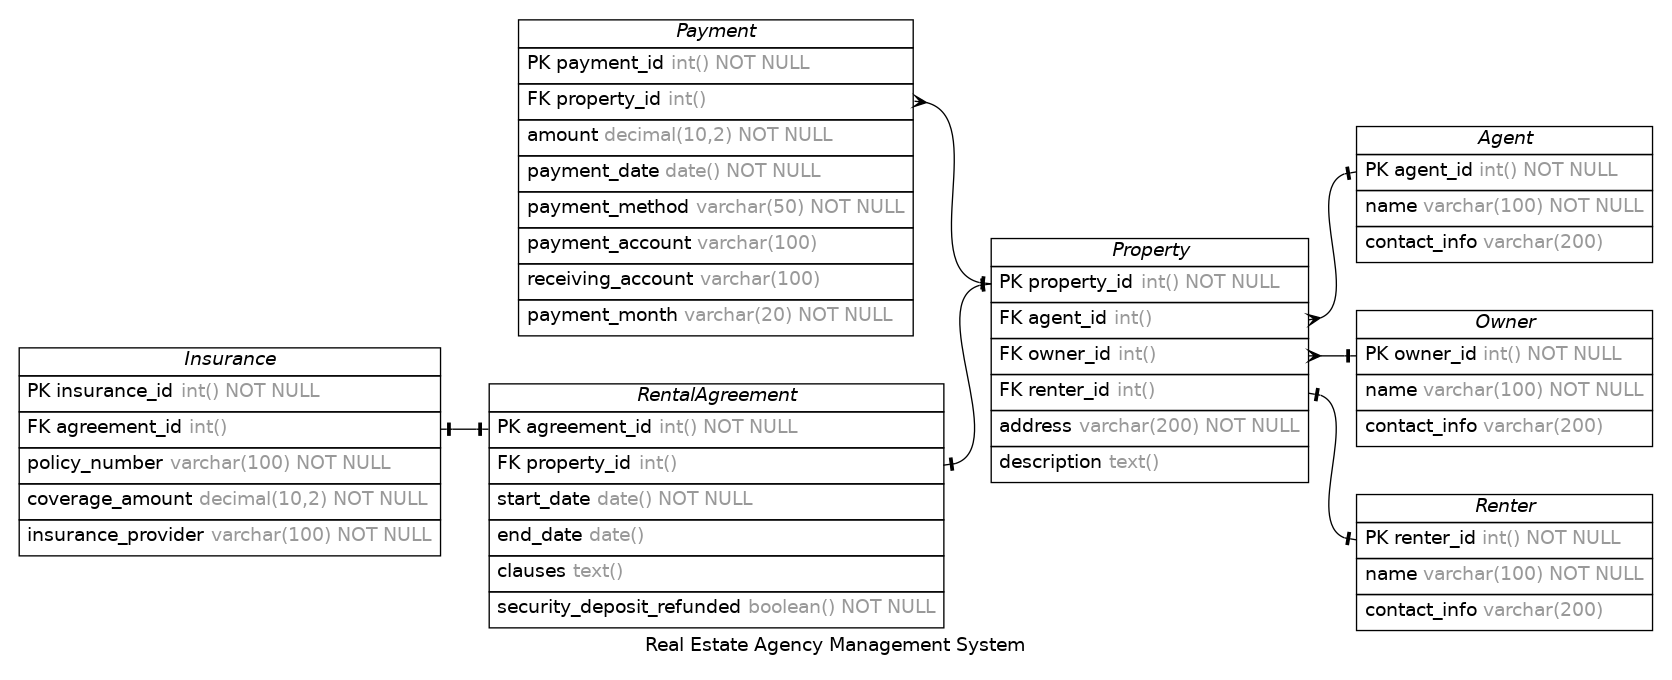 Payment
PK payment_id int() NOT NULL
FK property_id int()
amount decimal(10,2) NOT NULL
payment_date date() NOT NULL
payment_method varchar(50) NOT NULL
payment_account varchar(100)
receiving_account varchar(100)
payment_month varchar(20) NOT NULL
Insurance
PK insurance_id int() NOT NULL
FK agreement_id int()
policy_number varchar(100) NOT NULL
coverage_amount decimal(10,2) NOT NULL
insurance_provider varchar(100) NOT NULL
RentalAgreement
PK agreement_id int() NOT NULL
FK property_id int()
start_date date() NOT NULL
end_date date()
clauses text()
security_deposit_refunded boolean() NOT NULL
Property
PK property_id int() NOT NULL
FK agent_id int()
FK owner_id int()
FK renter_id int()
address varchar(200) NOT NULL
description text()
Agent
PK agent_id int() NOT NULL
name varchar(100) NOT NULL
contact_info varchar(200)
Owner
PK owner_id int() NOT NULL
name varchar(100) NOT NULL
contact_info varchar(200)
Renter
PK renter_id int() NOT NULL
name varchar(100) NOT NULL
contact_info varchar(200)
Real Estate Agency Management System